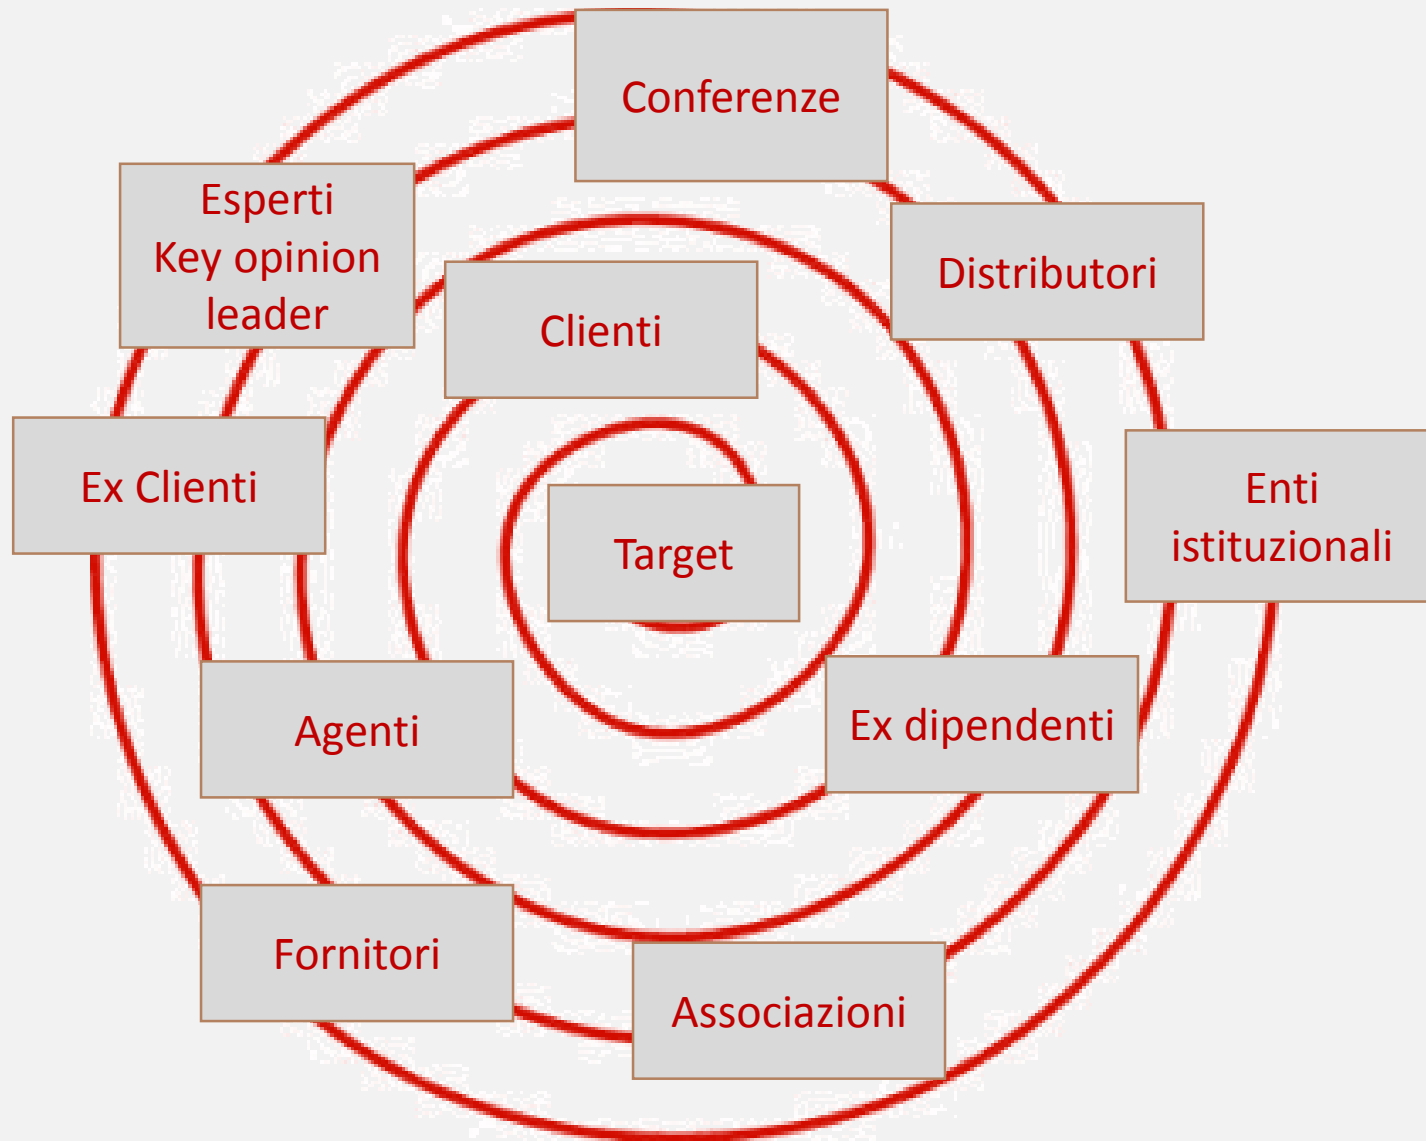 Conferenze
Esperti
Key opinion
leader
Distributori
Clienti
Ex Clienti
Enti
istituzionali
Target
Agenti
Ex dipendenti
Fornitori
Associazioni